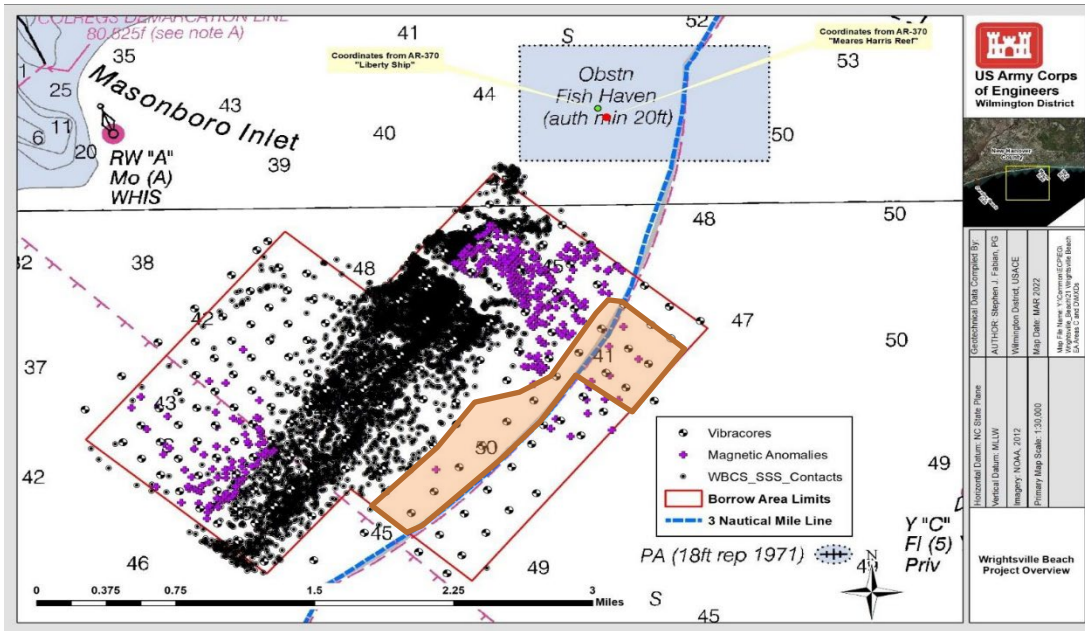 COLREGS DEMARCATION LINE
80.825f (see note A)
35
41
S
52
1
25
Masonboro Inlet
43
44
40
39
6
11
20
RW "A"
Mo (A)
WHIS
Coordinates from AR-370
"Liberty Ship"
Coordinates from AR-370
"Meares Harris Reef"
Obstn
Fish Haven
(auth min 20ft)
53
50
32
38
48
45
48
50
42
37
47
41
50
43
42
50
45
46
49
49
Vibracores
Magnetic Anomalies
WBCS_SSS_Contacts
Borrow Area Limits
3 Nautical Mile Line
PA (18ft rep 1971)
Y "C"
Fl (5)
Priv
N
S
45
0
0.375
0.75
1.5
2.25
3
Miles
US Army Corps
of Engineers
Wilmington District
New Hanover
County
Geotechnical Data Compiled By:
AUTHOR: Stephen J. Fabian, PG
Wilmington District, USACE
Map Date: MAR 2022
Horizontal Datum: NC State Plane
Vertical Datum: MLLW
Imagery: NOAA, 2012
Primary Map Scale: 1:30,000
Wrightsville Beach
Project Overview